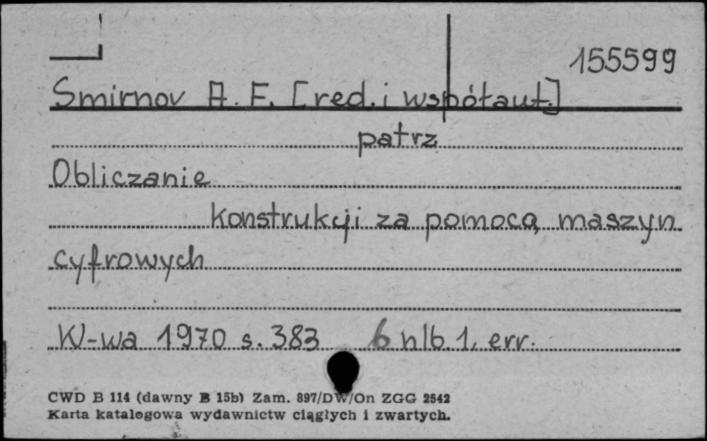 155599
Smirnov A. F. [red. i współaut.]
patrz
Obliczanie
konstrukcji za pomocą maszyn
cyfrowych
W-wa 1970 s. 383 6 nlb. 1, err.
CWD B 114 (dawny B 15b) Zam. 897/DW/On ZGG 2542
Karta katalogowa wydawnictw ciągłych i zwartych.